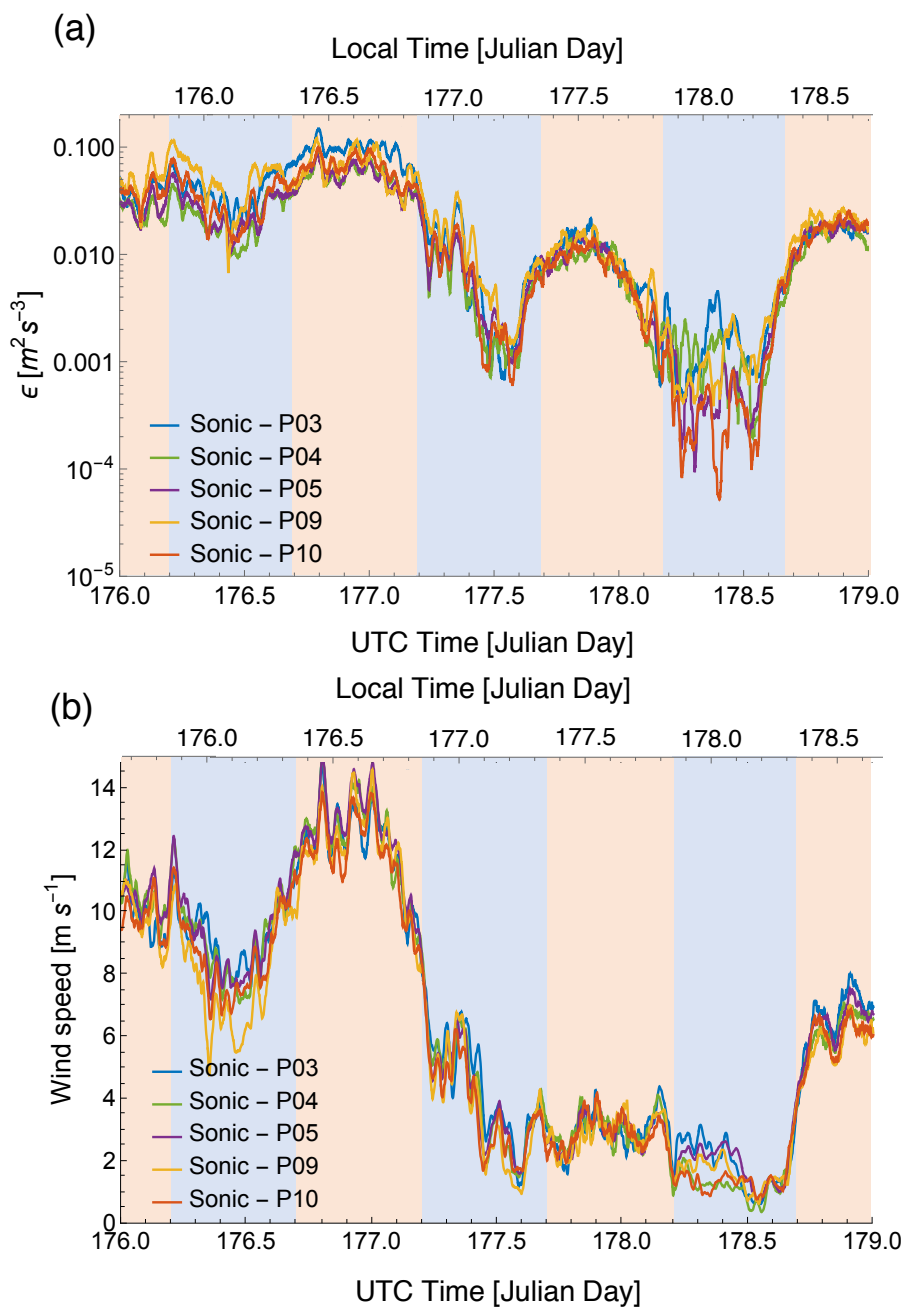 (a)
Local Time [Julian Day]
176.0 176.5 177.0 177.5 178.0 178.5
0.100
0.010
0.001
10⁻⁴
10⁻⁵
ϵ [m² s⁻³]
Sonic – P03
Sonic – P04
Sonic – P05
Sonic – P09
Sonic – P10
176.0 176.5 177.0 177.5 178.0 178.5 179.0
UTC Time [Julian Day]
(b)
Local Time [Julian Day]
176.0 176.5 177.0 177.5 178.0 178.5
14
12
10
8
6
4
2
0
Wind speed [m s⁻¹]
Sonic – P03
Sonic – P04
Sonic – P05
Sonic – P09
Sonic – P10
176.0 176.5 177.0 177.5 178.0 178.5 179.0
UTC Time [Julian Day]